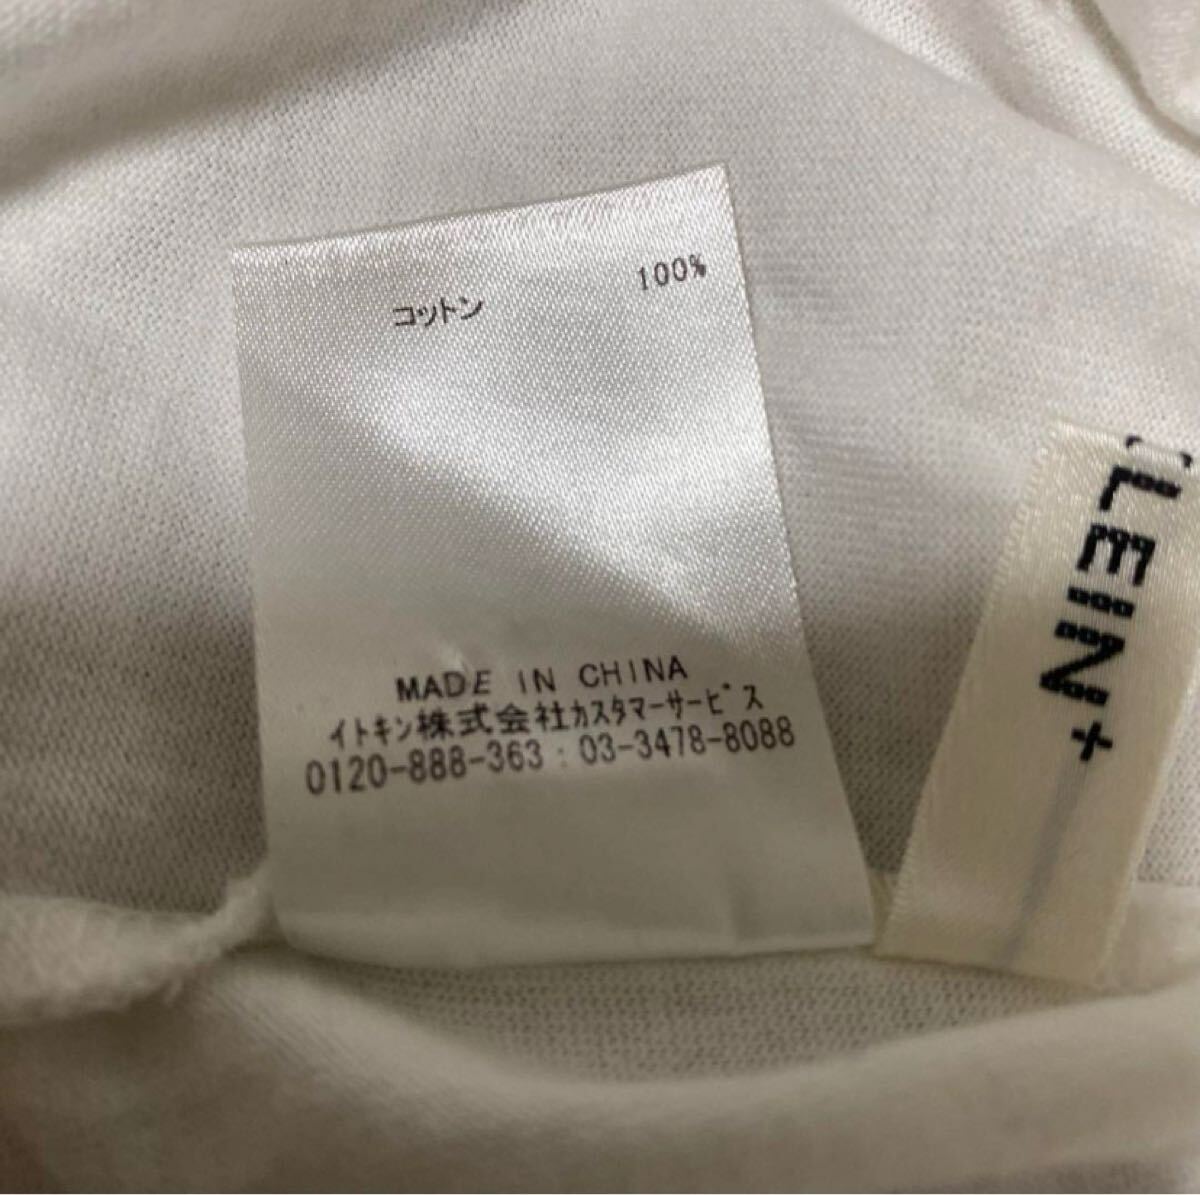 コットン 100%
MADE IN CHINA
イトキン株式会社カスタマーサービス
0120-888-363 : 03-3478-8088
LEIN+